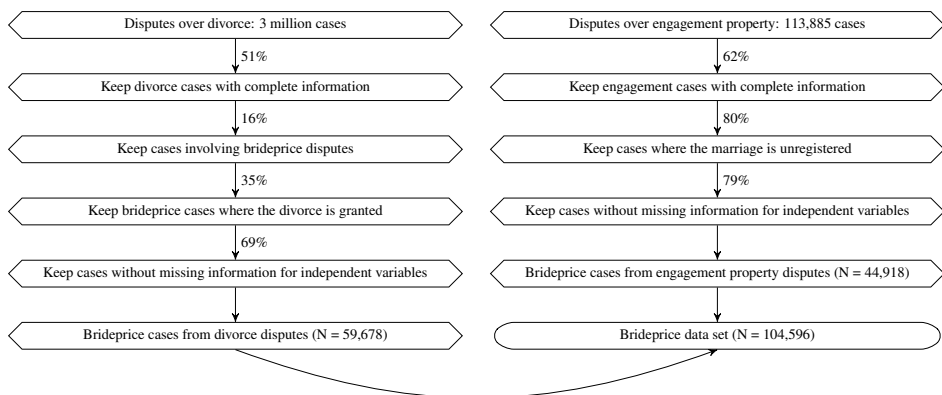 Disputes over divorce: 3 million cases
51%
Keep divorce cases with complete information
16%
Keep cases involving brideprice disputes
35%
Keep brideprice cases where the divorce is granted
69%
Keep cases without missing information for independent variables
Brideprice cases from divorce disputes (N = 59,678)
Disputes over engagement property: 113,885 cases
62%
Keep engagement cases with complete information
80%
Keep cases where the marriage is unregistered
79%
Keep cases without missing information for independent variables
Brideprice cases from engagement property disputes (N = 44,918)
Brideprice data set (N = 104,596)